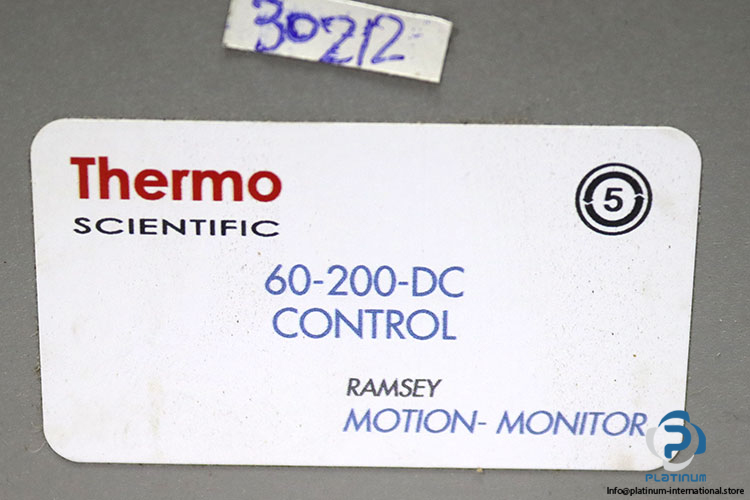 30212
Thermo
SCIENTIFIC
5
60-200-DC
CONTROL
RAMSEY
MOTION- MONITOR
PLATINUM
Info@platinum-international.store